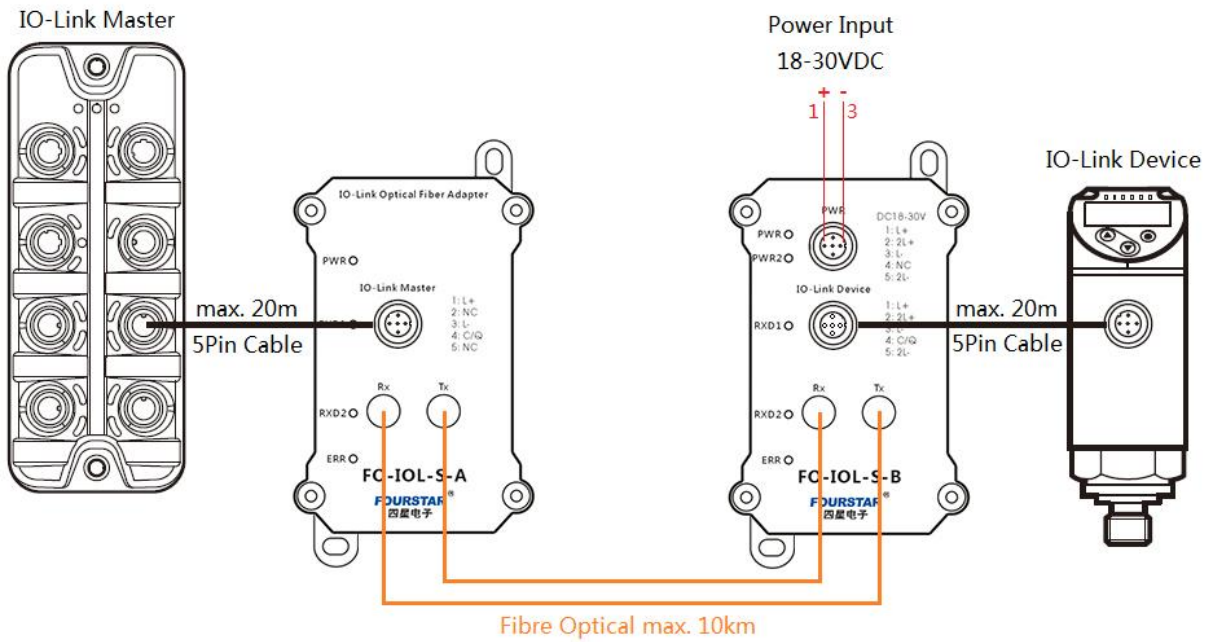 IO-Link Master
Power Input
18-30VDC
+ -
1 3
IO-Link Device
IO-Link Optical Fiber Adapter
PWR
IO-Link Master
1: L+
2: NC
3: L-
4: C/Q
5: NC
max. 20m
5Pin Cable
Rx
Tx
RXD2
ERR
FO-IOL-S-A
FOURSTAR®
四星电子
PWR
DC18-30V
1: L+
2: 2L+
3: L-
4: NC
5: 2L-
PWR
PWR2
IO-Link Device
1: L+
2: 2L+
3: L-
4: C/Q
5: 2L-
RXD1
max. 20m
5Pin Cable
Rx
Tx
RXD2
ERR
FO-IOL-S-B
FOURSTAR®
四星电子
Fibre Optical max. 10km